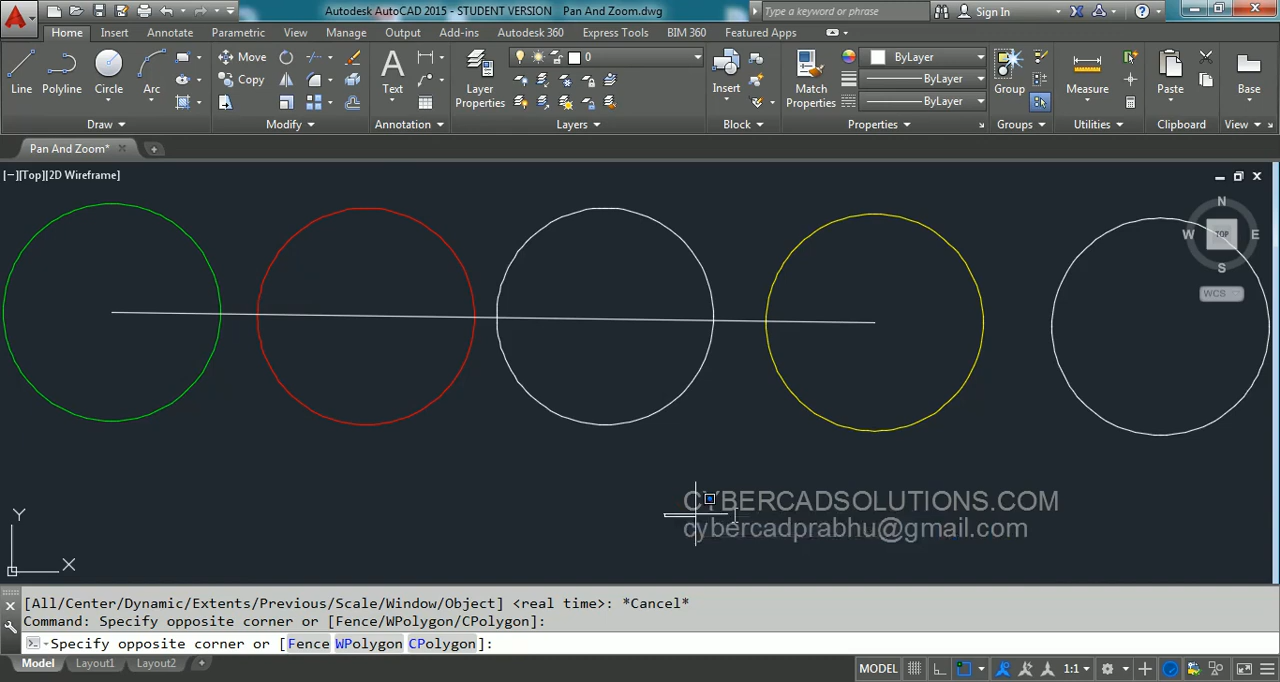 Autodesk AutoCAD 2015 - STUDENT VERSION Pan And Zoom.dwg
Type a keyword or phrase
Sign In
Home Insert Annotate Parametric View Manage Output Add-ins Autodesk 360 Express Tools BIM 360 Featured Apps
Line
Polyline
Circle
Arc
Move
Copy
Text
Layer
Properties
0
Insert
Match
Properties
ByLayer
ByLayer
ByLayer
Group
Measure
Paste
Base
Draw Modify Annotation Layers Block Properties Groups Utilities Clipboard View
Pan And Zoom*
[−][Top][2D Wireframe]
N
W TOP E
S
WCS
CYBERCADSOLUTIONS.COM
cybercadprabhu@gmail.com
Y
X
[All/Center/Dynamic/Extents/Previous/Scale/Window/Object] <real time>: *Cancel*
Command: Specify opposite corner or [Fence/WPolygon/CPolygon]:
Specify opposite corner or [Fence WPolygon CPolygon]:
Model Layout1 Layout2 +
MODEL 1:1